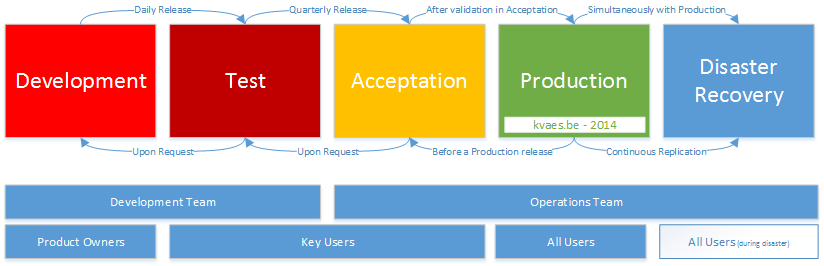 Daily Release
Quarterly Release
After validation in Acceptation
Simultaneously with Production
Development
Test
Acceptation
Production
kvaes.be - 2014
Disaster
Recovery
Upon Request
Upon Request
Before a Production release
Continuous Replication
Development Team
Operations Team
Product Owners
Key Users
All Users
All Users (during disaster)